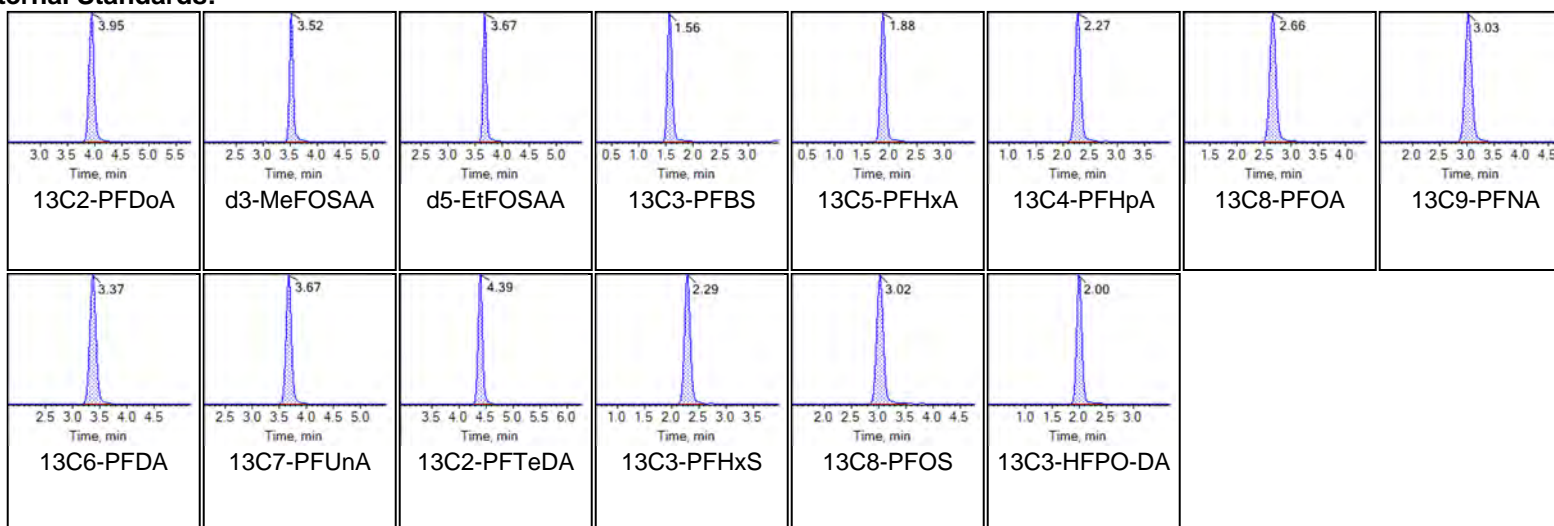 ternal Standards:
3.95 3.52 3.67 1.56 1.88 2.27 2.66 3.03
3.0 3.5 4.0 4.5 5.0 5.5 2.5 3.0 3.5 4.0 4.5 5.0 2.5 3.0 3.5 4.0 4.5 5.0 0.5 1.0 1.5 2.0 2.5 3.0 0.5 1.0 1.5 2.0 2.5 3.0 1.0 1.5 2.0 2.5 3.0 3.5 1.5 2.0 2.5 3.0 3.5 4.0 2.0 2.5 3.0 3.5 4.0 4.5
Time, min Time, min Time, min Time, min Time, min Time, min Time, min Time, min
13C2-PFDoA d3-MeFOSAA d5-EtFOSAA 13C3-PFBS 13C5-PFHxA 13C4-PFHpA 13C8-PFOA 13C9-PFNA
3.37 3.67 4.39 2.29 3.02 2.00
2.5 3.0 3.5 4.0 4.5 2.5 3.0 3.5 4.0 4.5 5.0 3.5 4.0 4.5 5.0 5.5 6.0 1.0 1.5 2.0 2.5 3.0 3.5 2.0 2.5 3.0 3.5 4.0 4.5 1.0 1.5 2.0 2.5 3.0
Time, min Time, min Time, min Time, min Time, min Time, min
13C6-PFDA 13C7-PFUnA 13C2-PFTeDA 13C3-PFHxS 13C8-PFOS 13C3-HFPO-DA